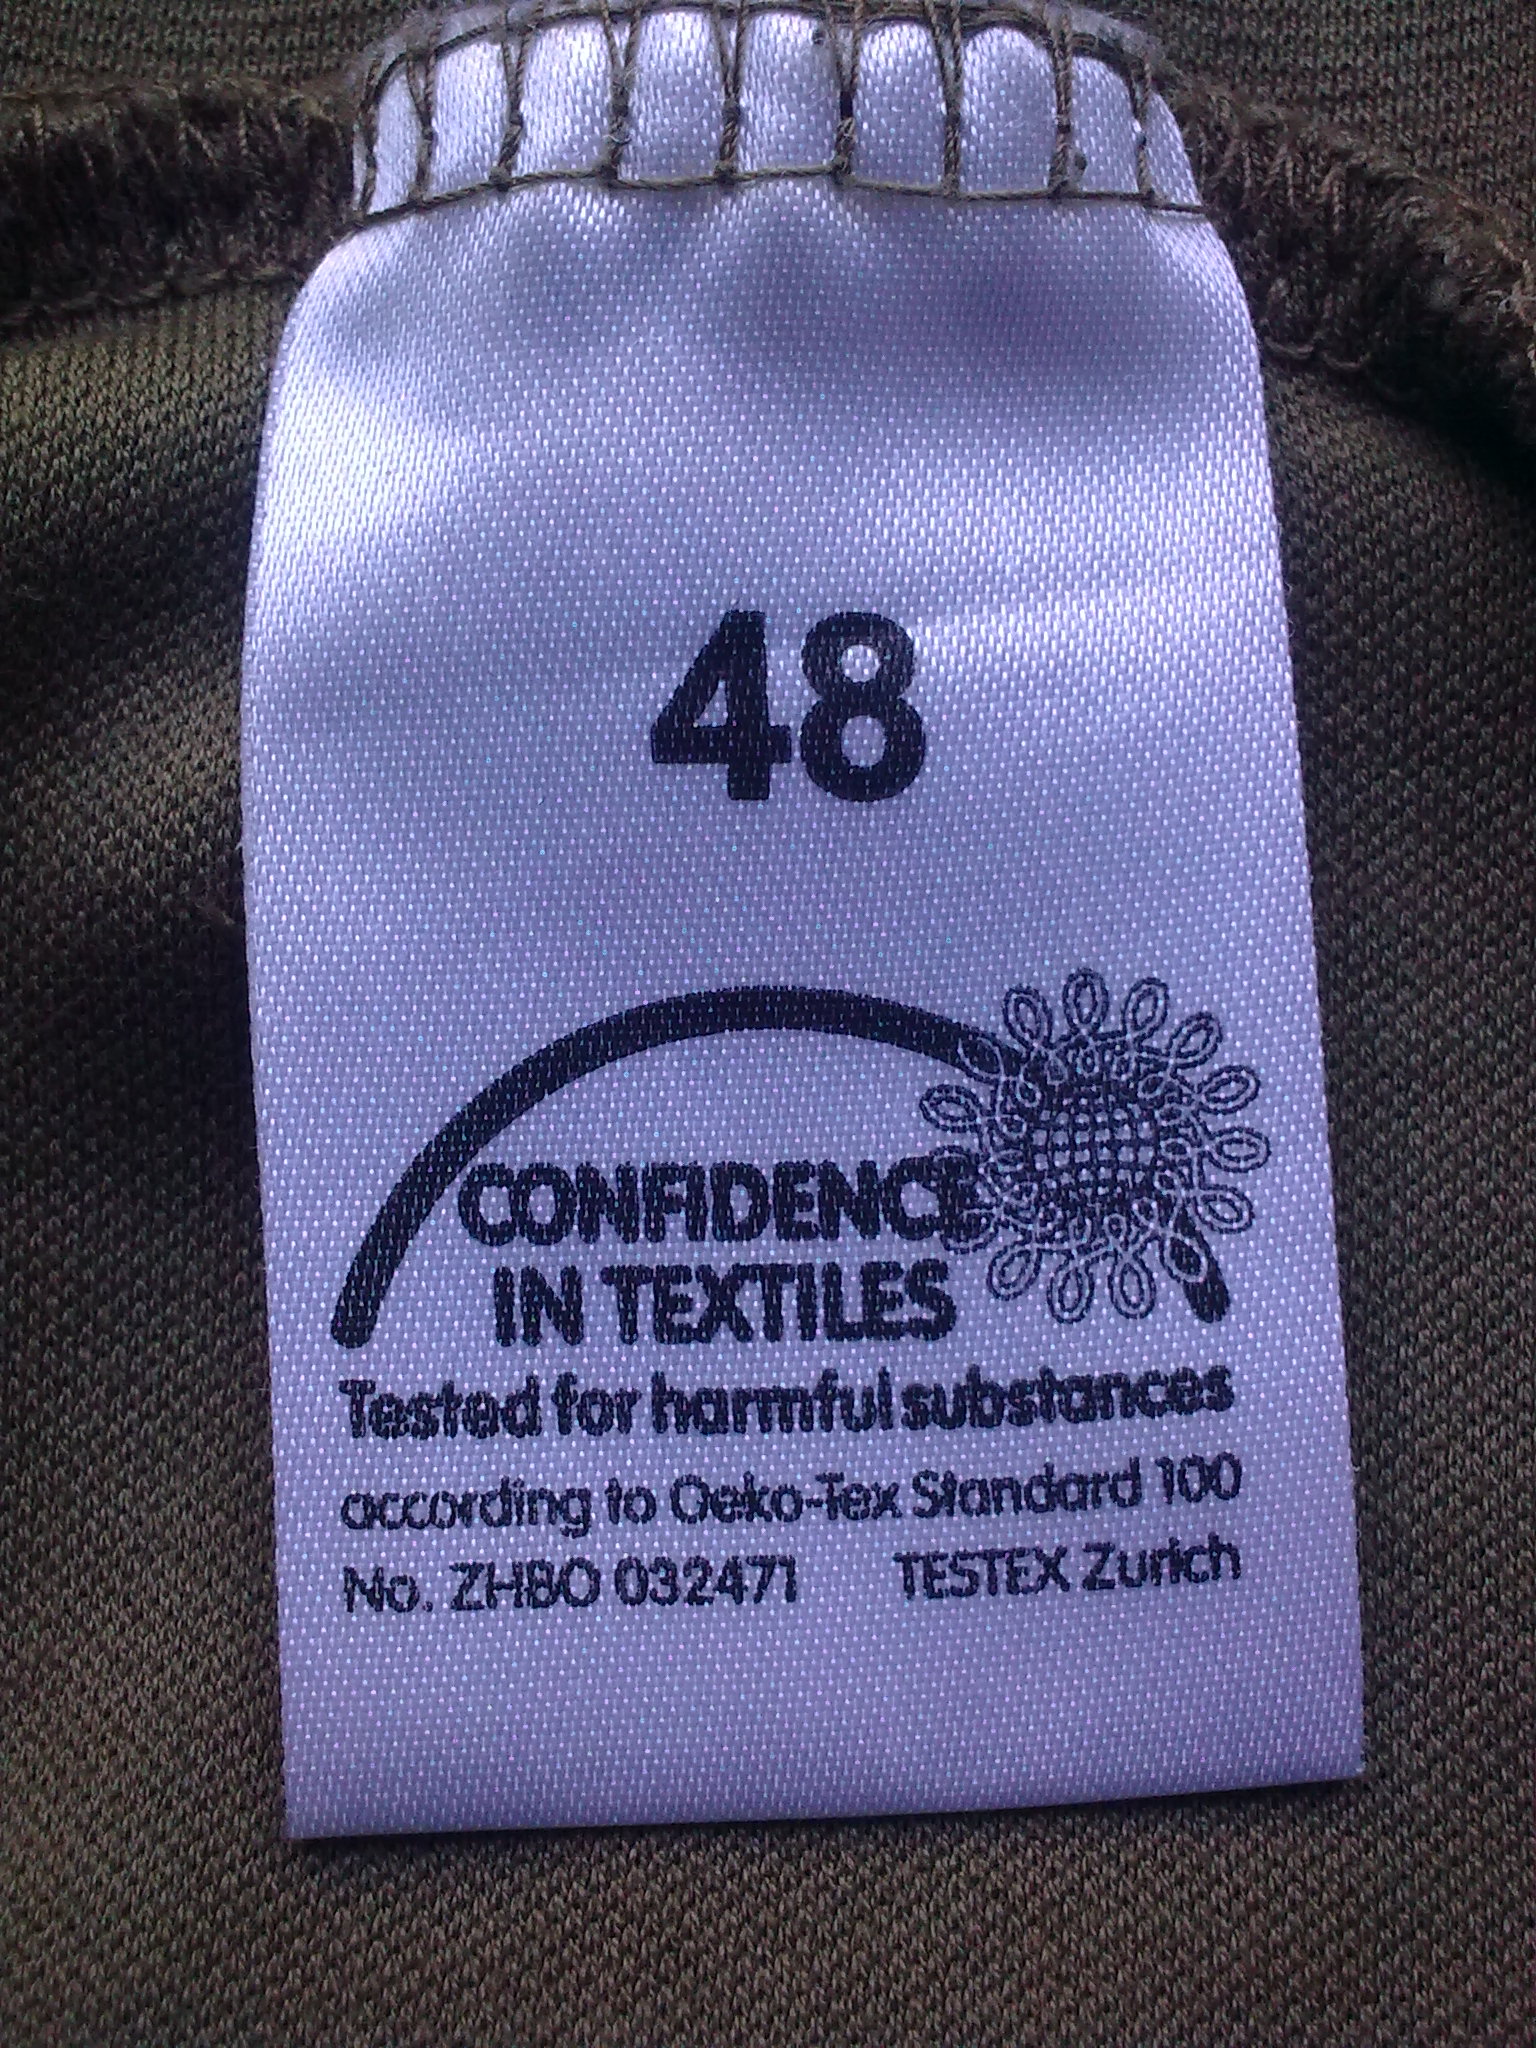 48
CONFIDENCE
IN TEXTILES
Tested for harmful substances
according to Oeko-Tex Standard 100
No. ZHBO 032471 TESTEX Zurich